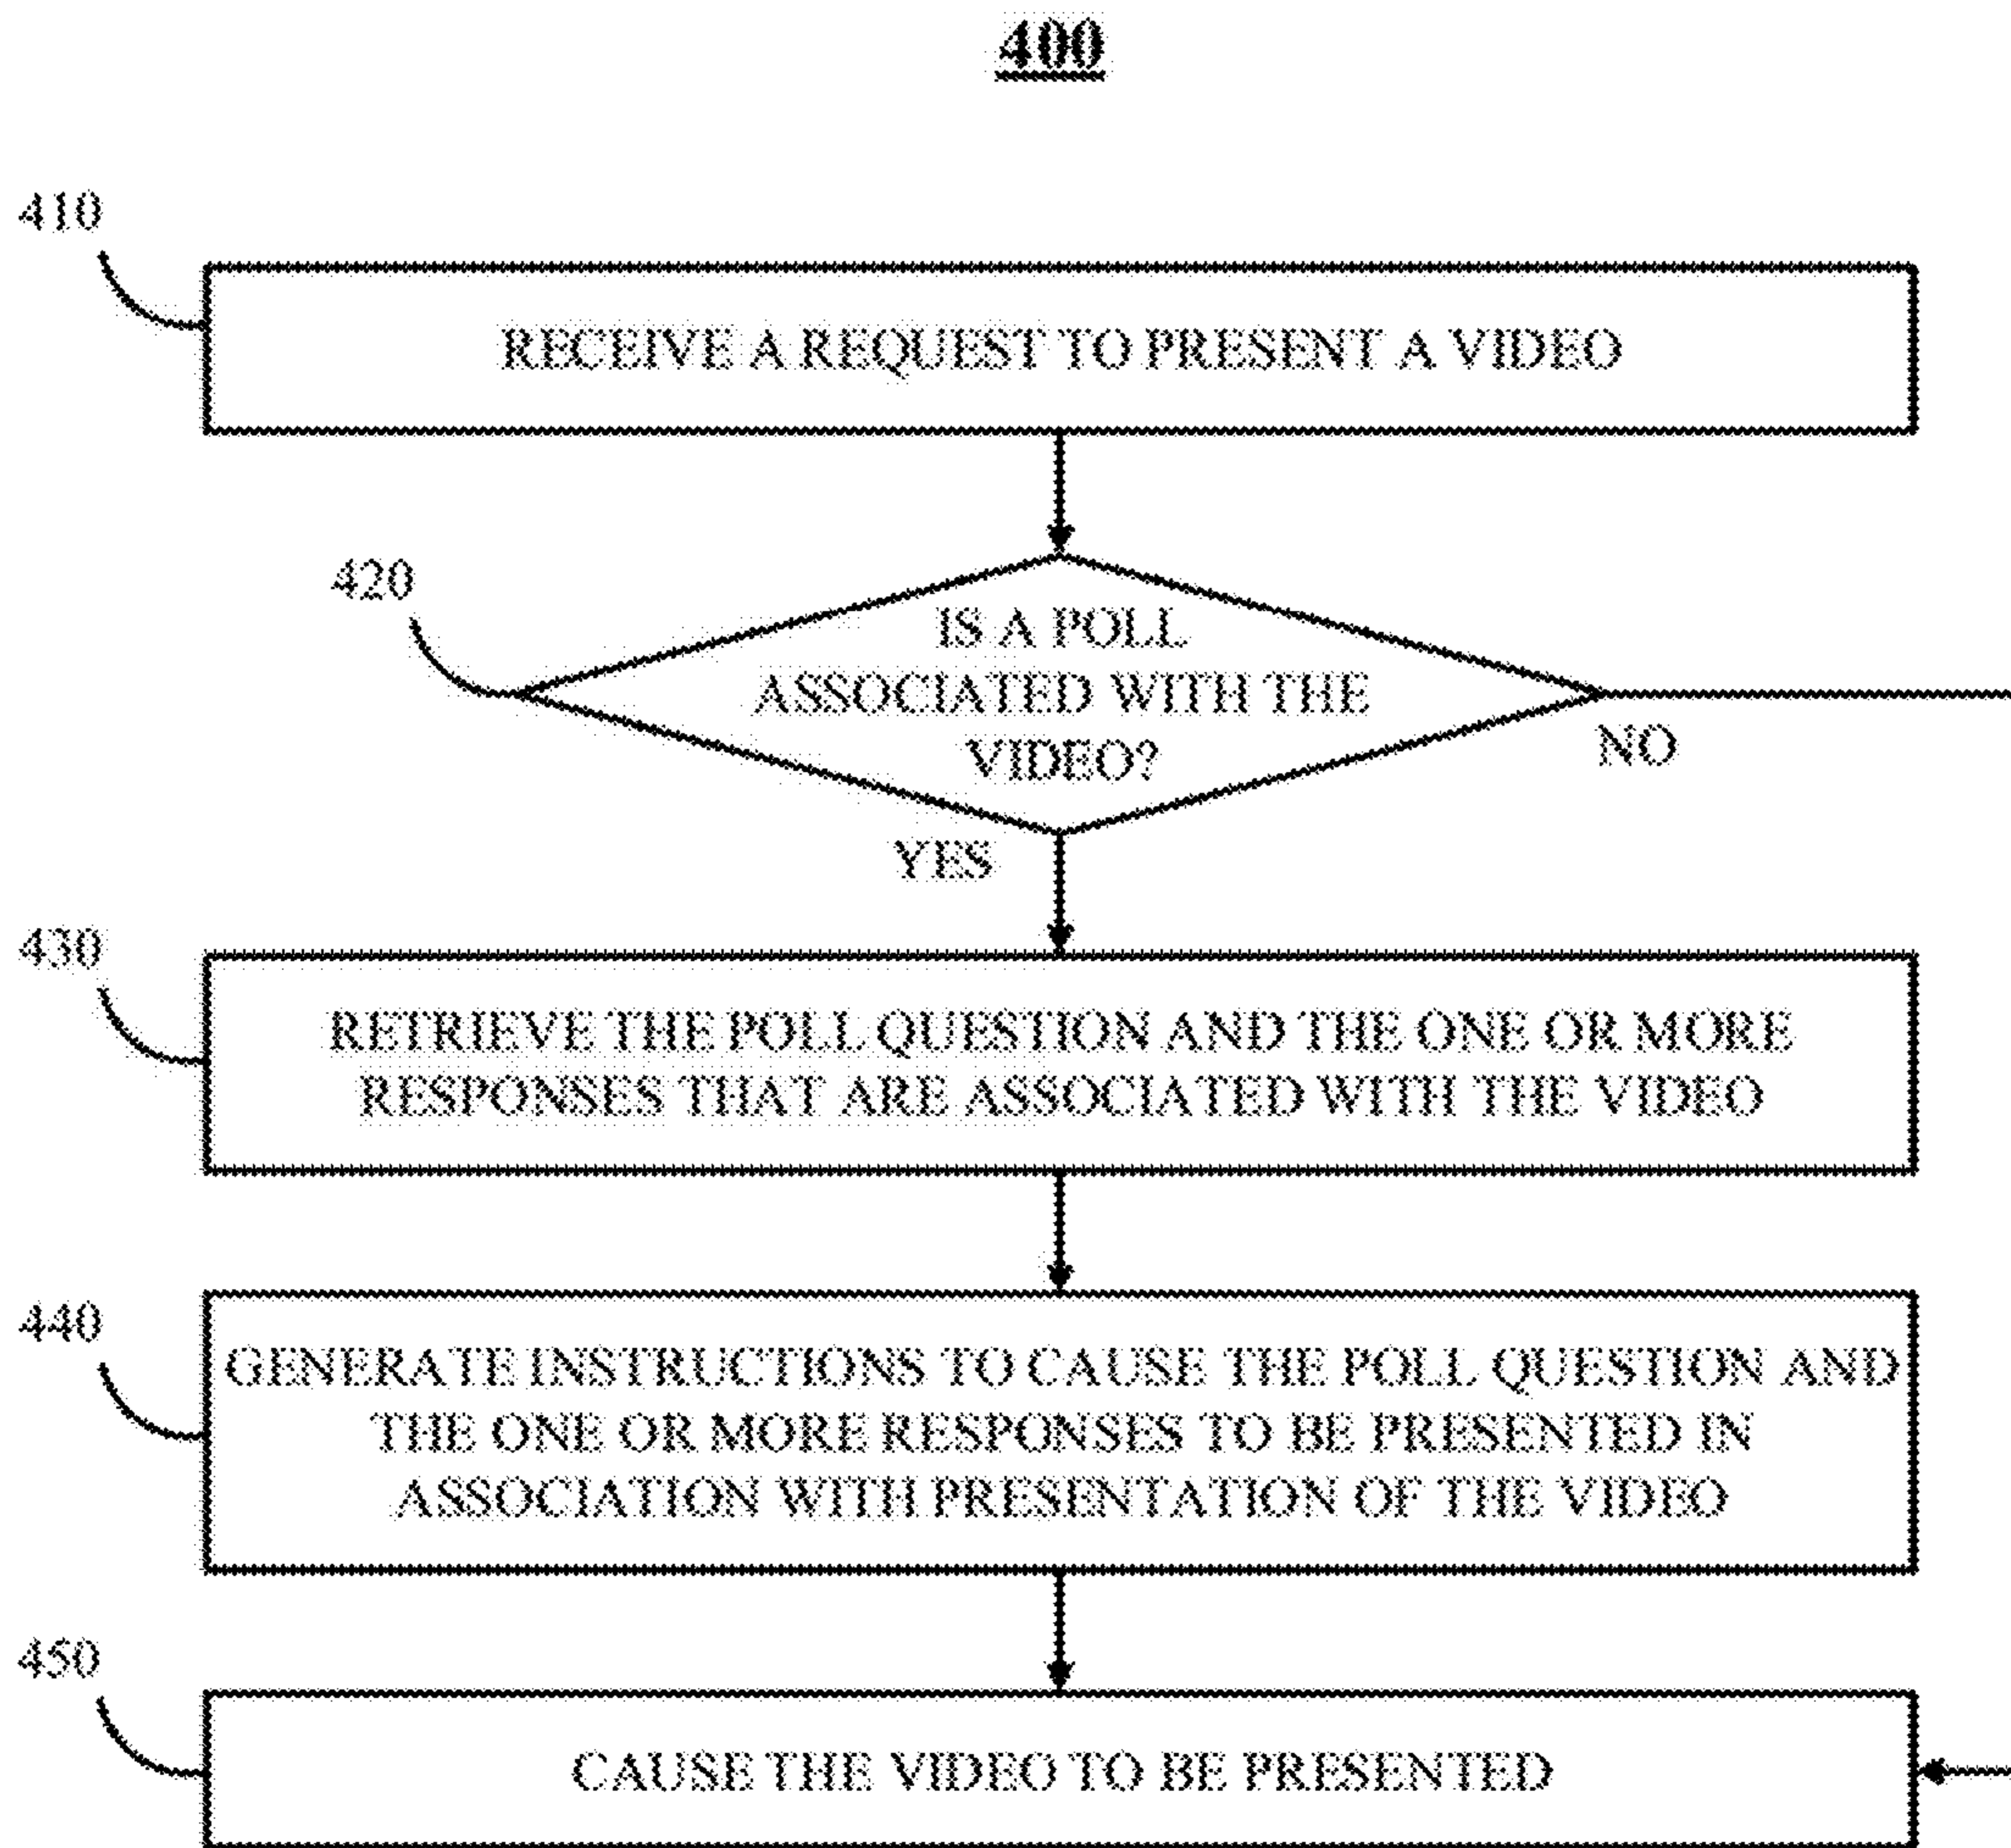 400
410
RECEIVE A REQUEST TO PRESENT A VIDEO
420
IS A POLL
ASSOCIATED WITH THE
VIDEO?
NO
YES
430
RETRIEVE THE POLL QUESTION AND THE ONE OR MORE
RESPONSES THAT ARE ASSOCIATED WITH THE VIDEO
440
GENERATE INSTRUCTIONS TO CAUSE THE POLL QUESTION AND
THE ONE OR MORE RESPONSES TO BE PRESENTED IN
ASSOCIATION WITH PRESENTATION OF THE VIDEO
450
CAUSE THE VIDEO TO BE PRESENTED